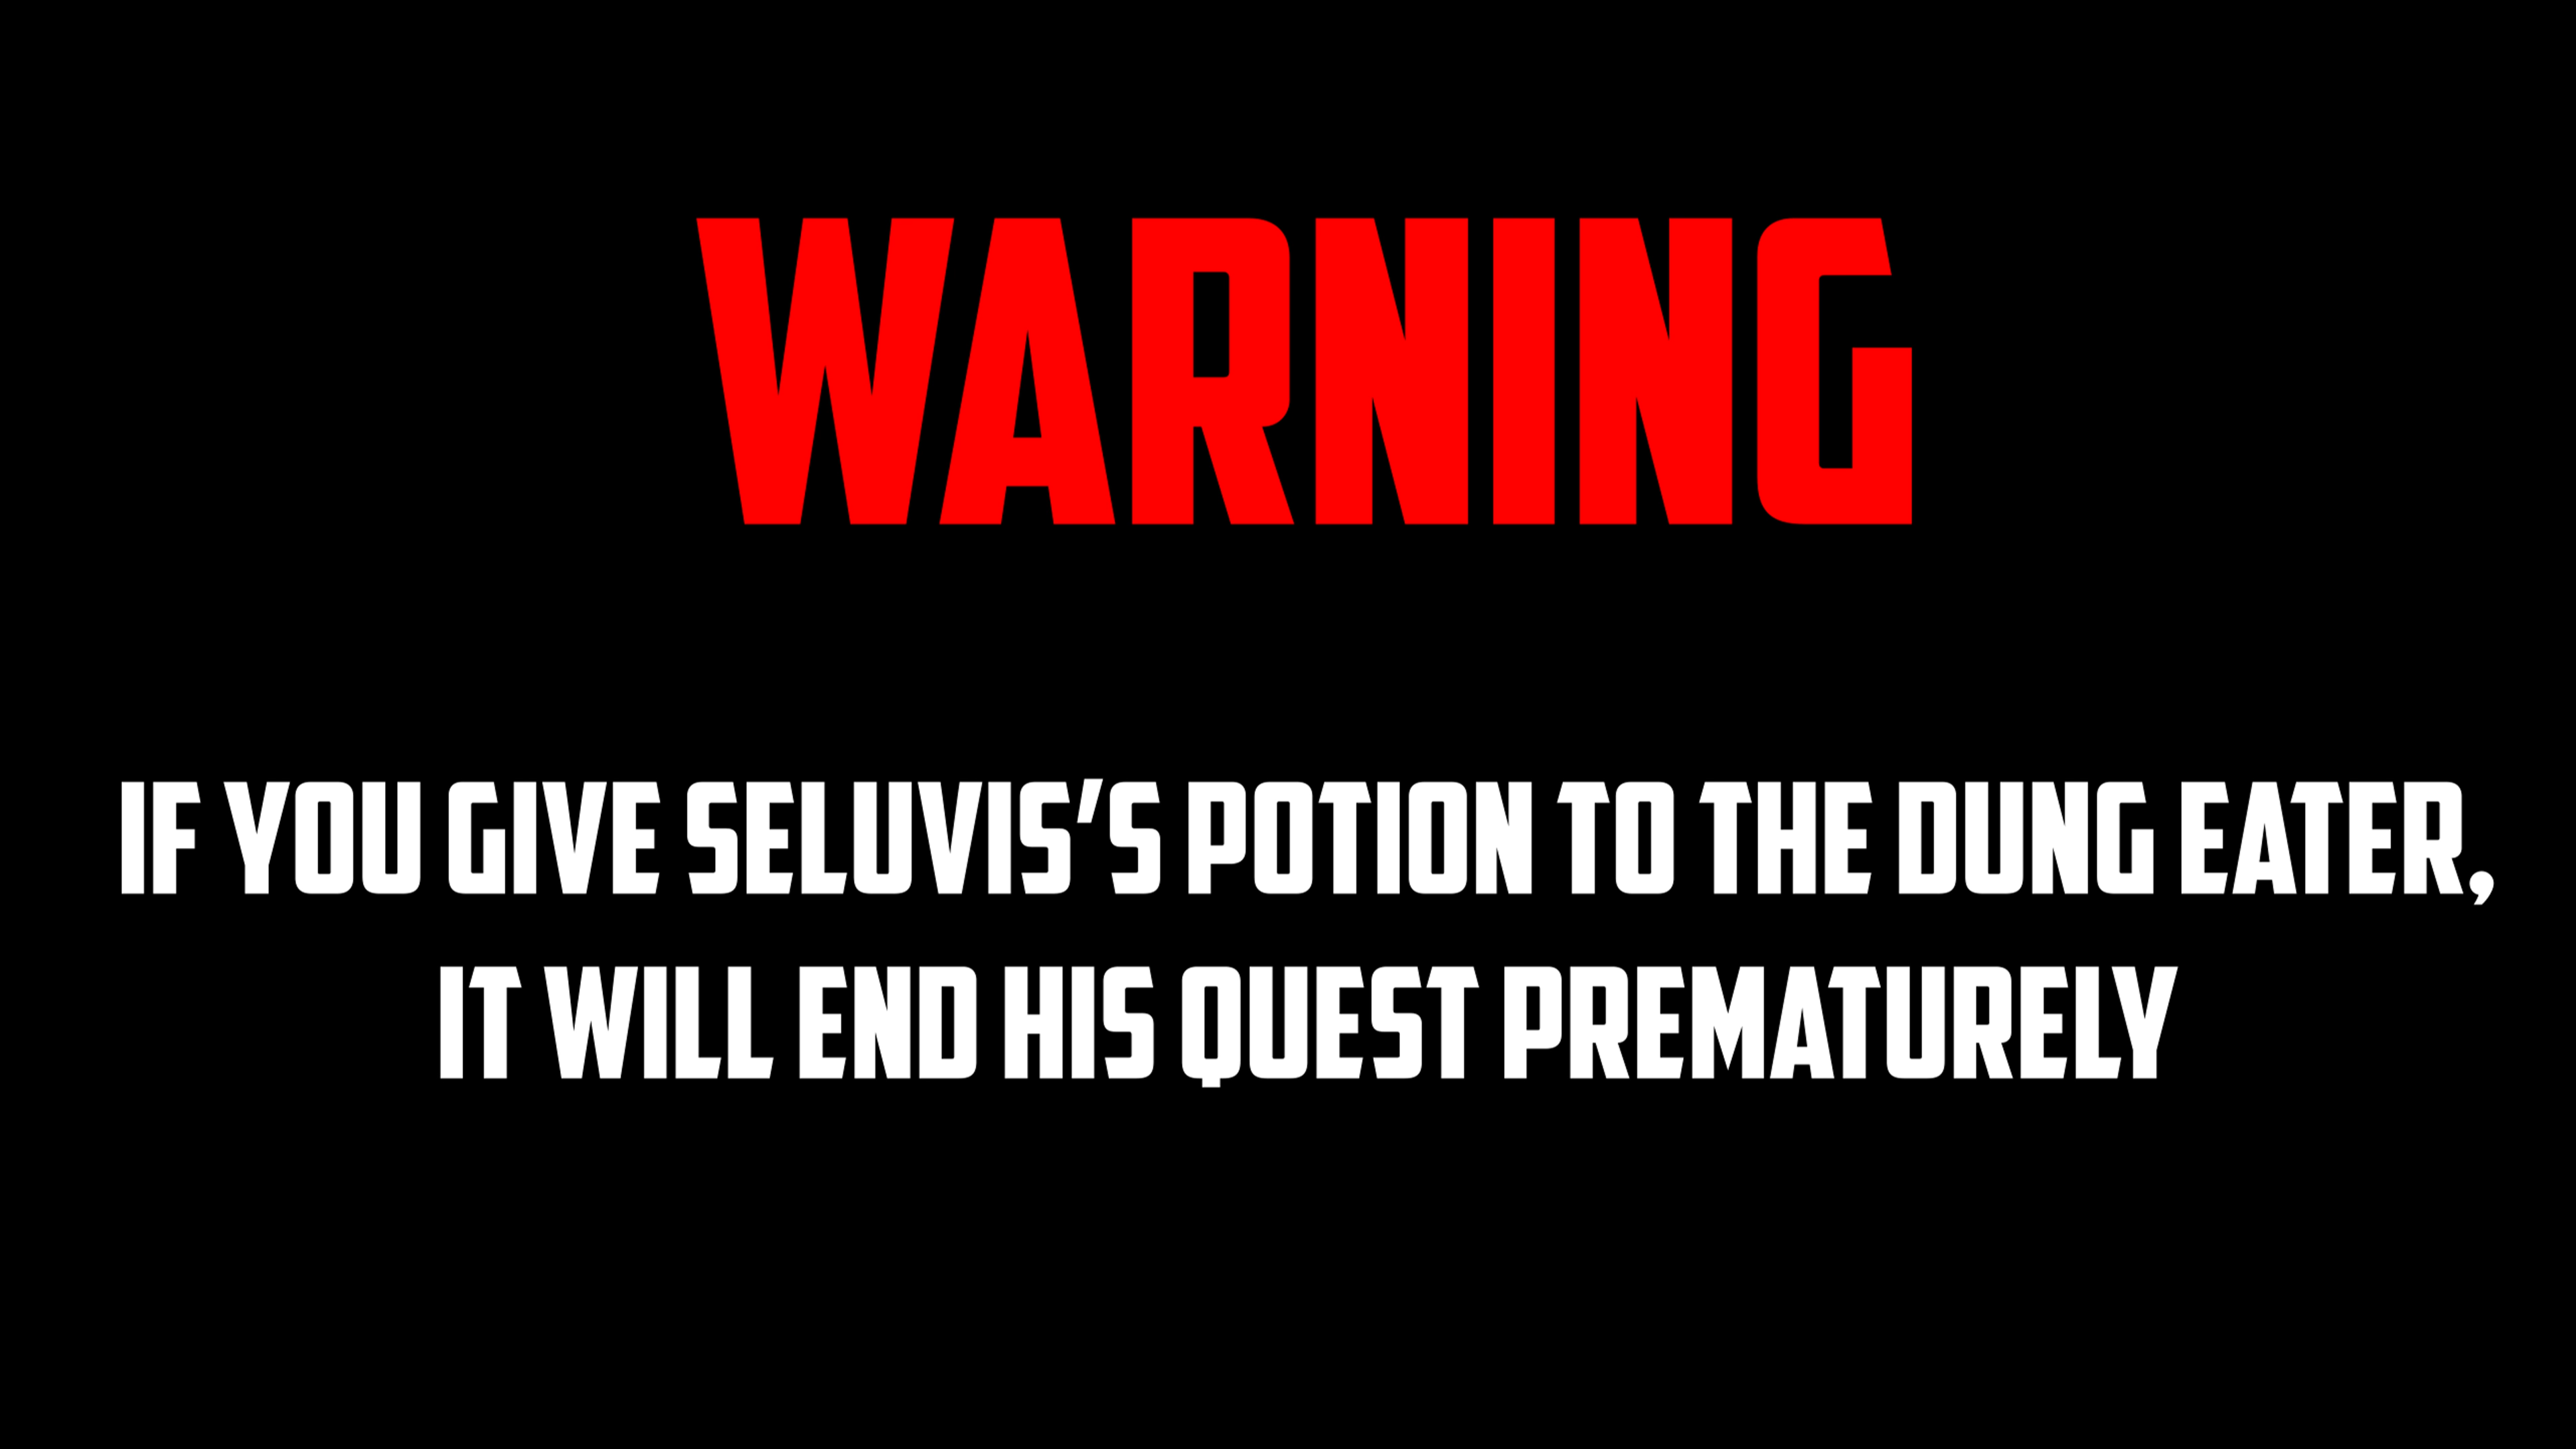 WARNING
IF YOU GIVE SELUVIS'S POTION TO THE DUNG EATER,
IT WILL END HIS QUEST PREMATURELY